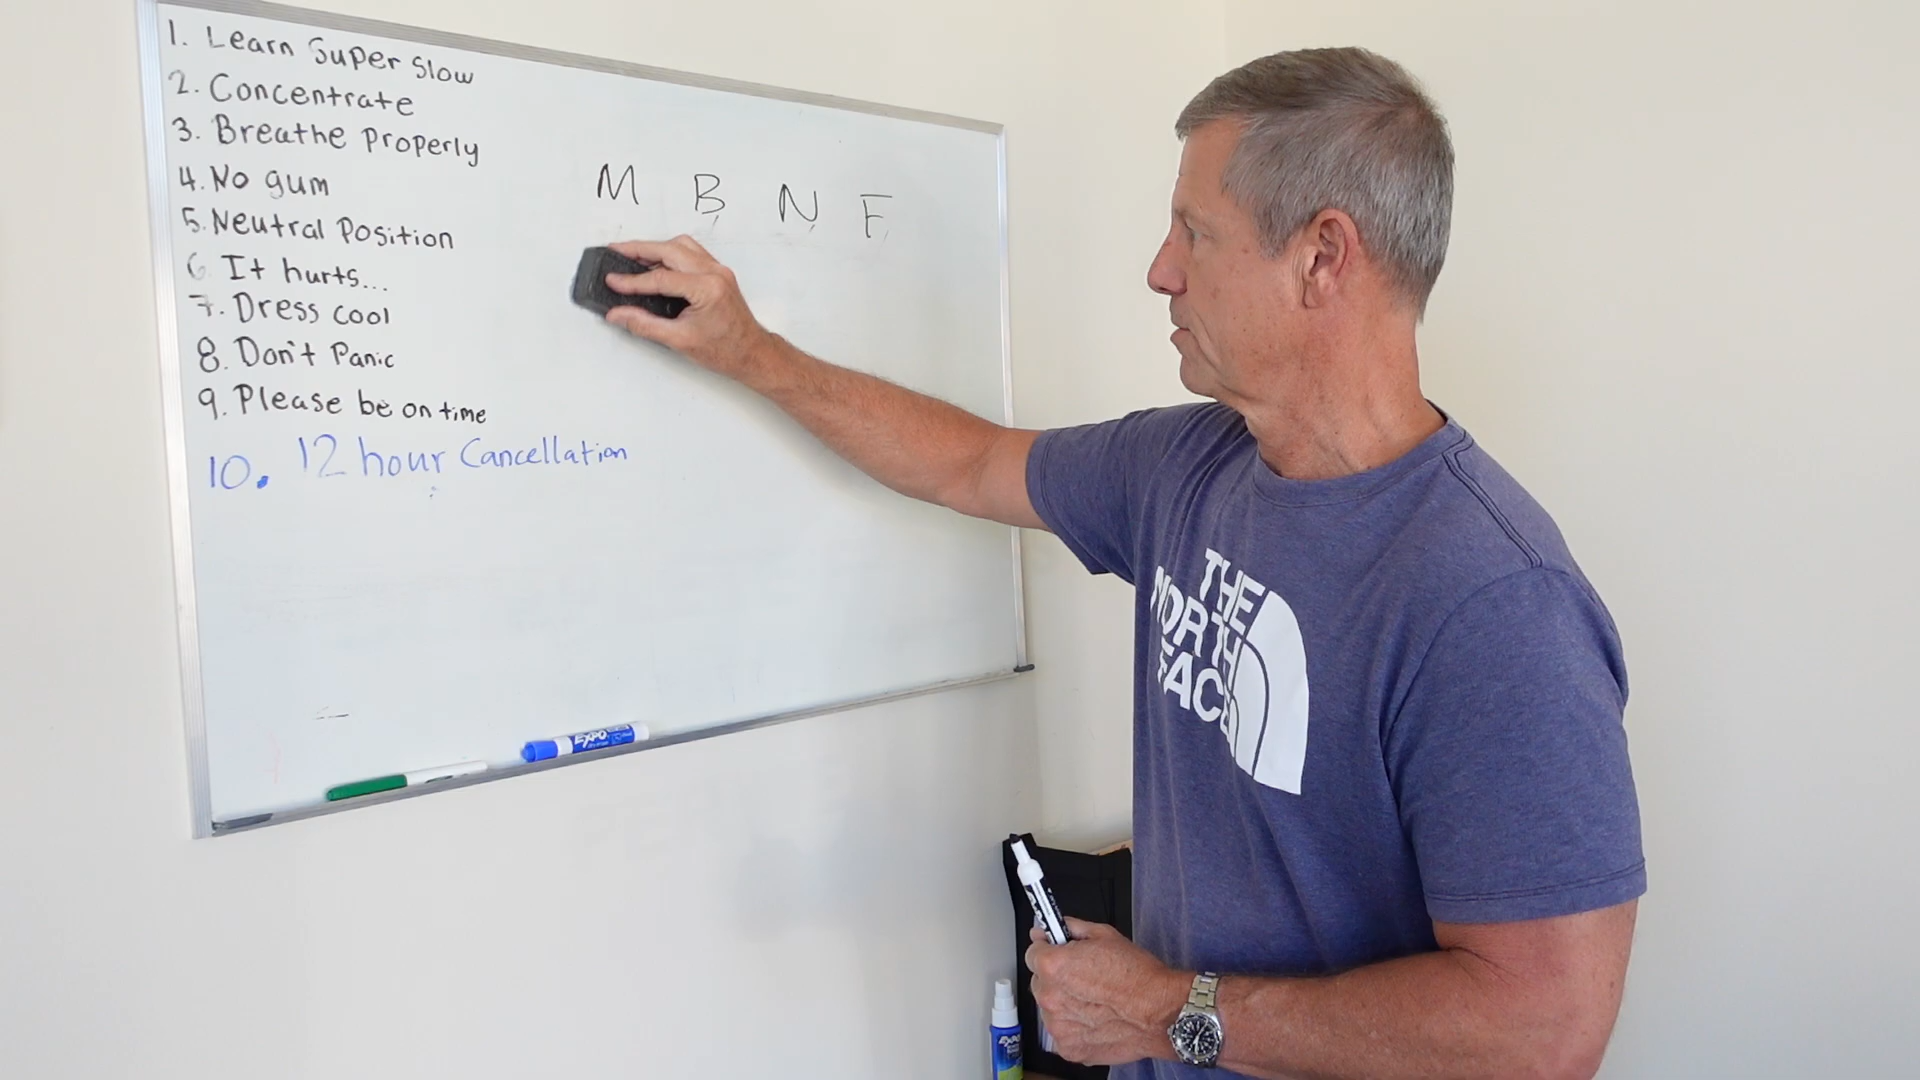 1. Learn Super Slow
2. Concentrate
3. Breathe Properly
4. No gum
5. Neutral Position
6. It hurts...
7. Dress cool
8. Don't Panic
9. Please be on time
10. 12 hour Cancellation
M B N F
EXPO
THE
NORTH
FACE
EXPO